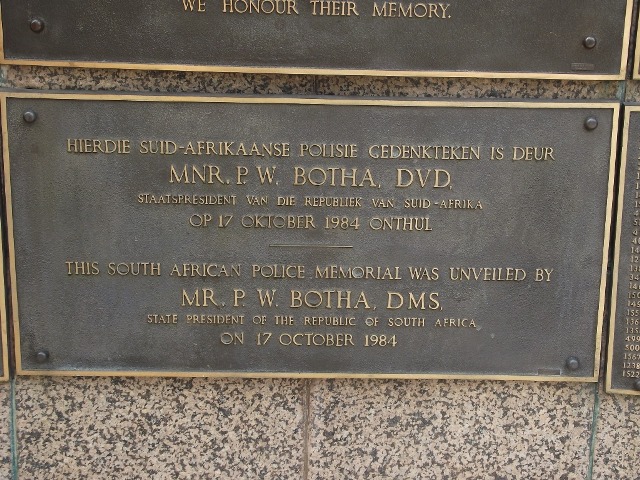 WE HONOUR THEIR MEMORY.
HIERDIE SUID-AFRIKAANSE POLISIE GEDENKTEKEN IS DEUR
MNR. P. W. BOTHA, DVD,
STAATSPRESIDENT VAN DIE REPUBLIEK VAN SUID-AFRIKA
OP 17 OKTOBER 1984 ONTHUL
THIS SOUTH AFRICAN POLICE MEMORIAL WAS UNVEILED BY
MR. P. W. BOTHA, DMS,
STATE PRESIDENT OF THE REPUBLIC OF SOUTH AFRICA
ON 17 OCTOBER 1984